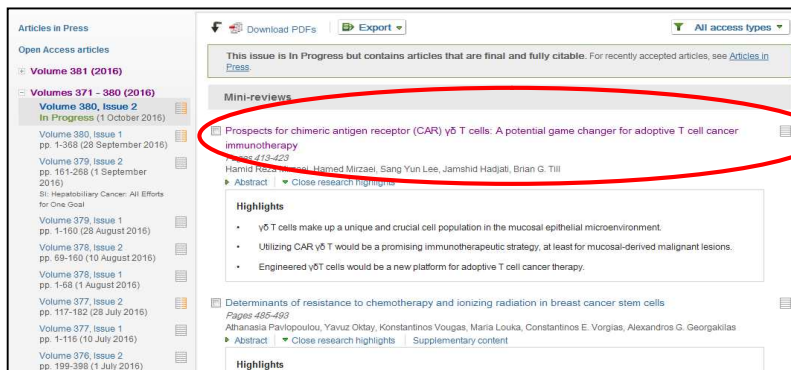 Articles in Press
Open Access articles
Volume 381 (2016)
Volumes 371 - 380 (2016)
Volume 380, Issue 2
In Progress (1 October 2016)
Volume 380, Issue 1
pp. 1-368 (28 September 2016)
Volume 379, Issue 2
pp. 161-268 (1 September
2016)
SI: Hepatobiliary Cancer: All Efforts
for One Goal
Volume 379, Issue 1
pp. 1-160 (28 August 2016)
Volume 378, Issue 2
pp. 69-160 (10 August 2016)
Volume 378, Issue 1
pp. 1-68 (1 August 2016)
Volume 377, Issue 2
pp. 117-182 (28 July 2016)
Volume 377, Issue 1
pp. 1-116 (10 July 2016)
Volume 376, Issue 2
pp. 199-398 (1 July 2016)
Download PDFs
Export
All access types
This issue is In Progress but contains articles that are final and fully citable. For recently accepted articles, see Articles in
Press.
Mini-reviews
Prospects for chimeric antigen receptor (CAR) γδ T cells: A potential game changer for adoptive T cell cancer
immunotherapy
Pages 413-423
Hamid Reza Mirzaei, Hamed Mirzaei, Sang Yun Lee, Jamshid Hadjati, Brian G. Till
Abstract
Close research highlights
Highlights
• γδ T cells make up a unique and crucial cell population in the mucosal epithelial microenvironment.
• Utilizing CAR γδ T would be a promising immunotherapeutic strategy, at least for mucosal-derived malignant lesions.
• Engineered γδT cells would be a new platform for adoptive T cell cancer therapy.
Determinants of resistance to chemotherapy and ionizing radiation in breast cancer stem cells
Pages 485-493
Athanasia Pavlopoulou, Yavuz Oktay, Konstantinos Vougas, Maria Louka, Constantinos E. Vorgias, Alexandros G. Georgakilas
Abstract
Close research highlights
Supplementary content
Highlights